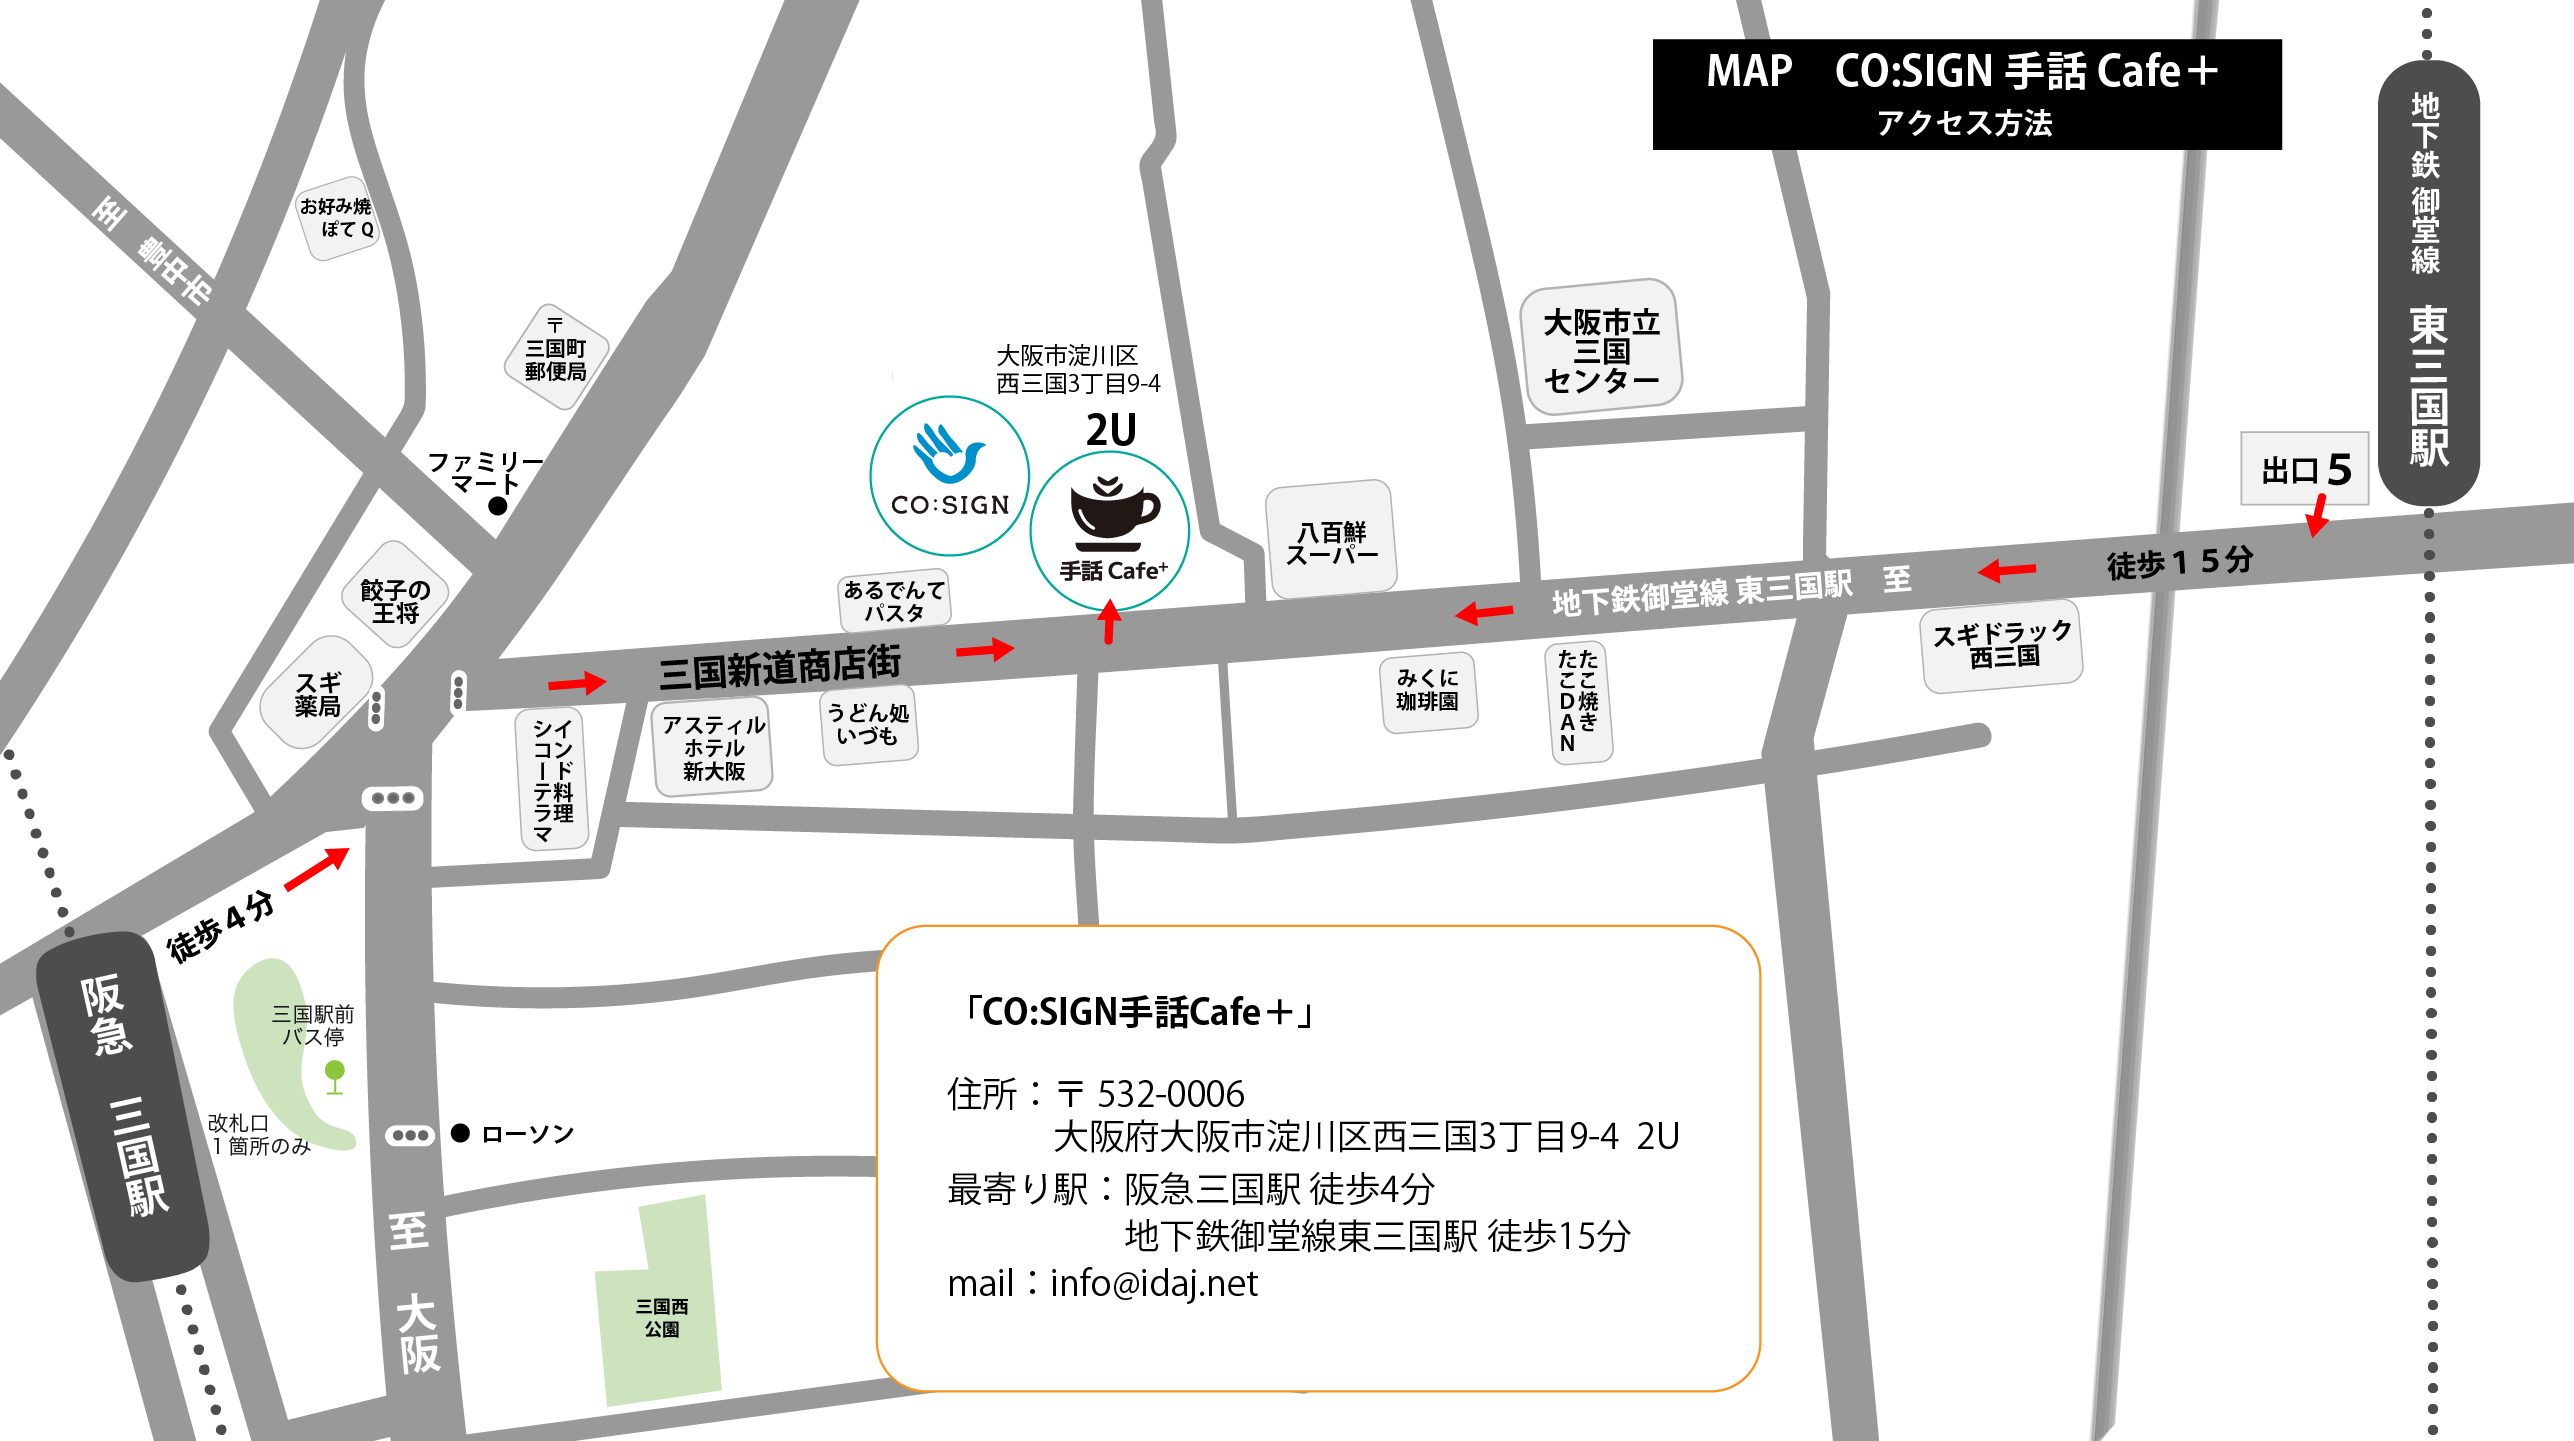 MAP　CO:SIGN 手話 Cafe＋
アクセス方法
地下鉄 御堂線　東三国駅
至　豊中市
お好み焼
ぽて Q
〒
三国町
郵便局
大阪市淀川区
西三国3丁目9-4
2U
CO:SIGN
手話 Cafe+
大阪市立
三国
センター
ファミリー
マート
出口 5
八百鮮
スーパー
餃子の
王将
あるでんて
パスタ
地下鉄御堂線 東三国駅　至
徒歩１５分
三国新道商店街
スギドラック
西三国
スギ
薬局
みくに
珈琲園
たこ焼き
たこDAN
インド料理
シコーテラマ
アスティル
ホテル
新大阪
うどん処
いづも
徒歩４分
阪急　三国駅
三国駅前
バス停
改札口
１箇所のみ
ローソン
至　大阪
三国西
公園
「CO:SIGN手話Cafe＋」
住所：〒 532-0006
大阪府大阪市淀川区西三国3丁目9-4 2U
最寄り駅：阪急三国駅 徒歩4分
地下鉄御堂線東三国駅 徒歩15分
mail：info@idaj.net